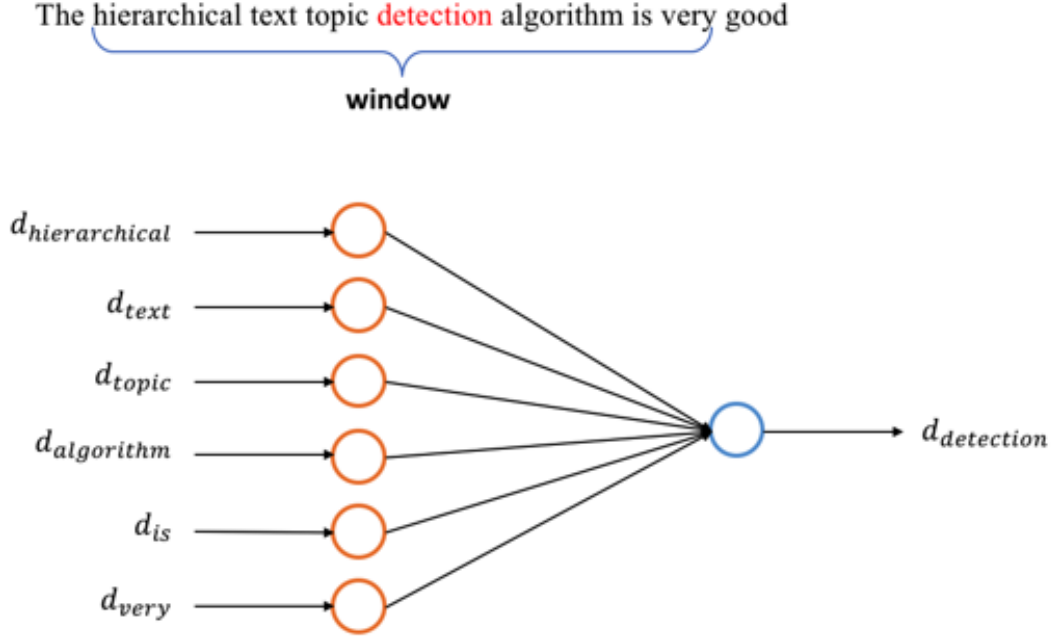 The hierarchical text topic detection algorithm is very good
window
d_hierarchical
d_text
d_topic
d_algorithm
d_is
d_very
d_detection